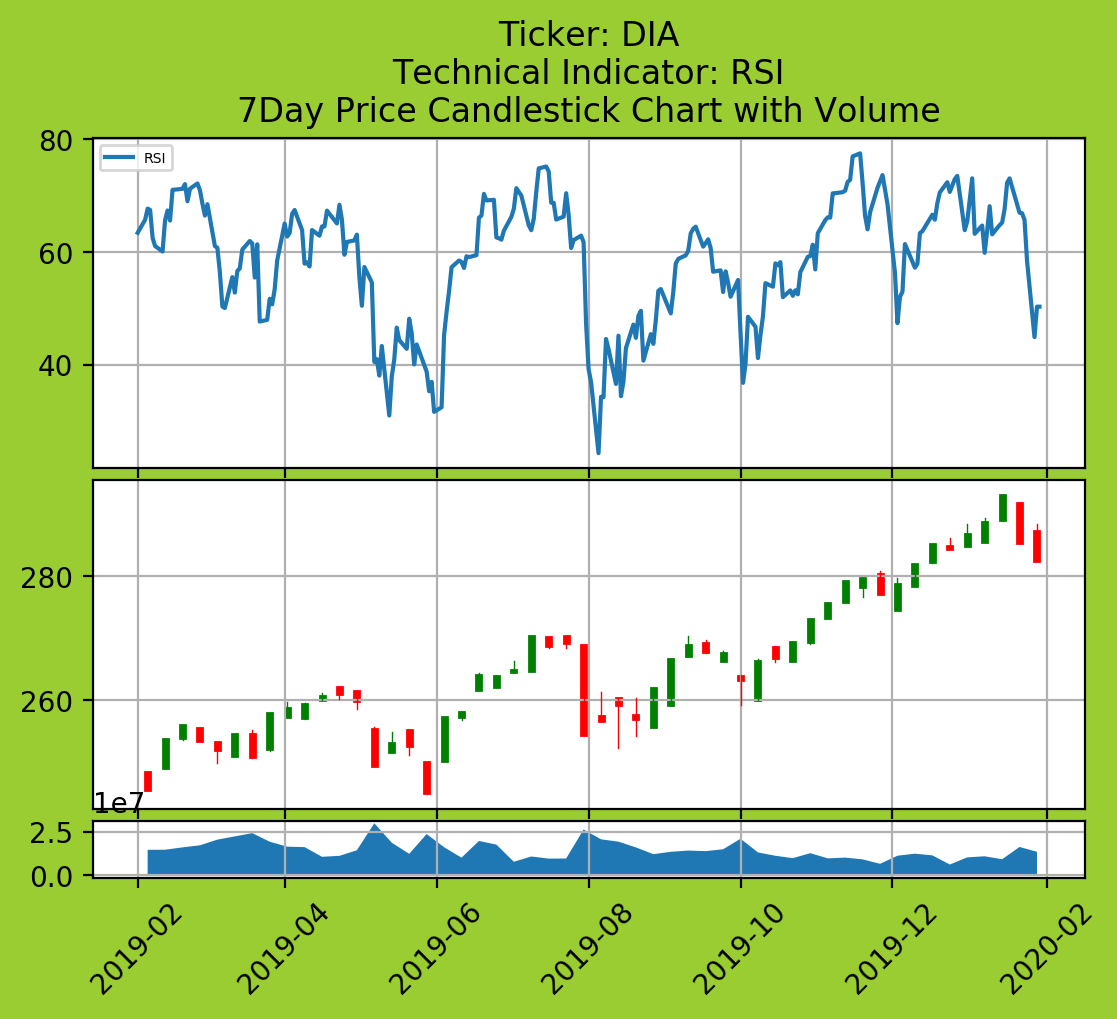 Ticker: DIA
Technical Indicator: RSI
7Day Price Candlestick Chart with Volume
80
RSI
60
40
280
260
1e7
2.5
0.0
2019-02
2019-04
2019-06
2019-08
2019-10
2019-12
2020-02